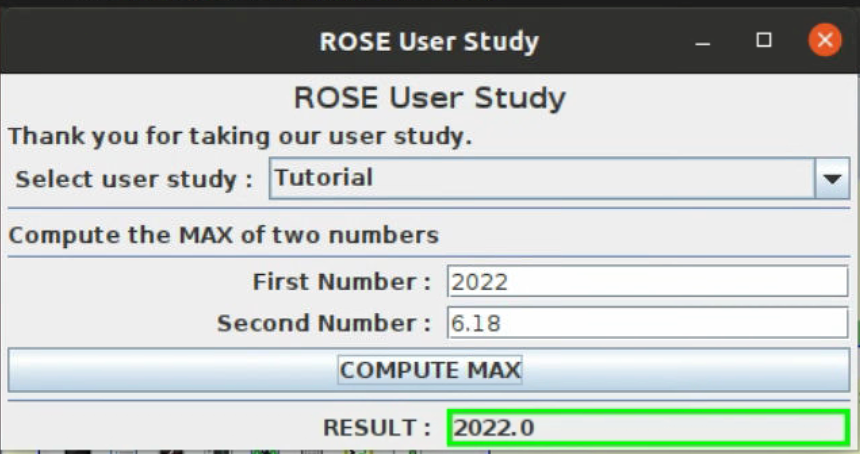 ROSE User Study
ROSE User Study
Thank you for taking our user study.
Select user study : Tutorial
Compute the MAX of two numbers
First Number : 2022
Second Number : 6.18
COMPUTE MAX
RESULT : 2022.0